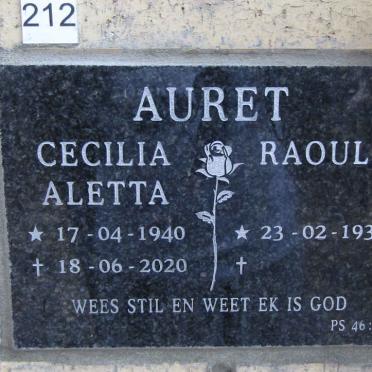 212
AURET
CECILIA RAOUL
ALETTA
★ 17-04-1940 ★ 23-02-193
✝ 18-06-2020 ✝
WEES STIL EN WEET EK IS GOD
PS 46: